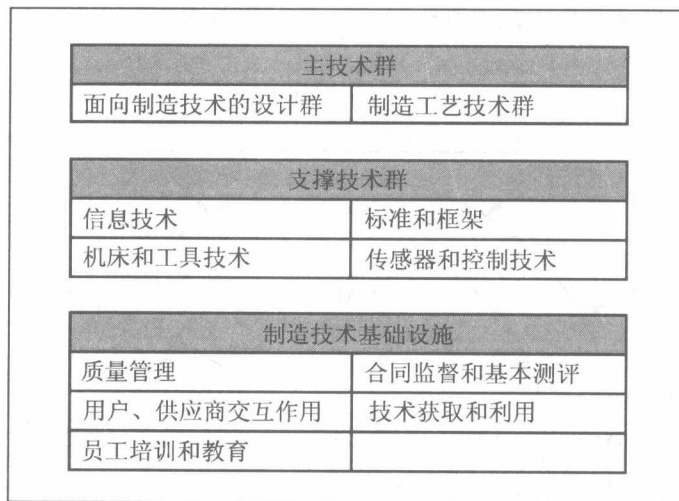 主技术群
面向制造技术的设计群 制造工艺技术群
支撑技术群
信息技术 标准和框架
机床和工具技术 传感器和控制技术
制造技术基础设施
质量管理 合同监督和基本测评
用户、供应商交互作用 技术获取和利用
员工培训和教育